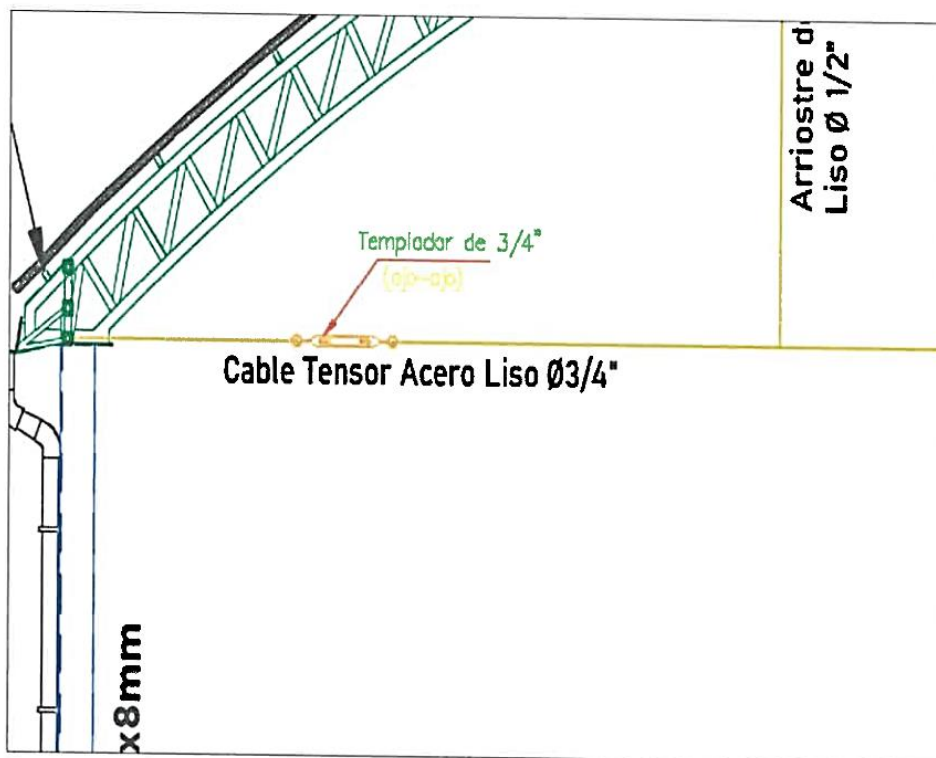 Arriostre d
Liso Ø 1/2"
Templador de 3/4"
(ojo-ojo)
Cable Tensor Acero Liso Ø3/4"
x8mm